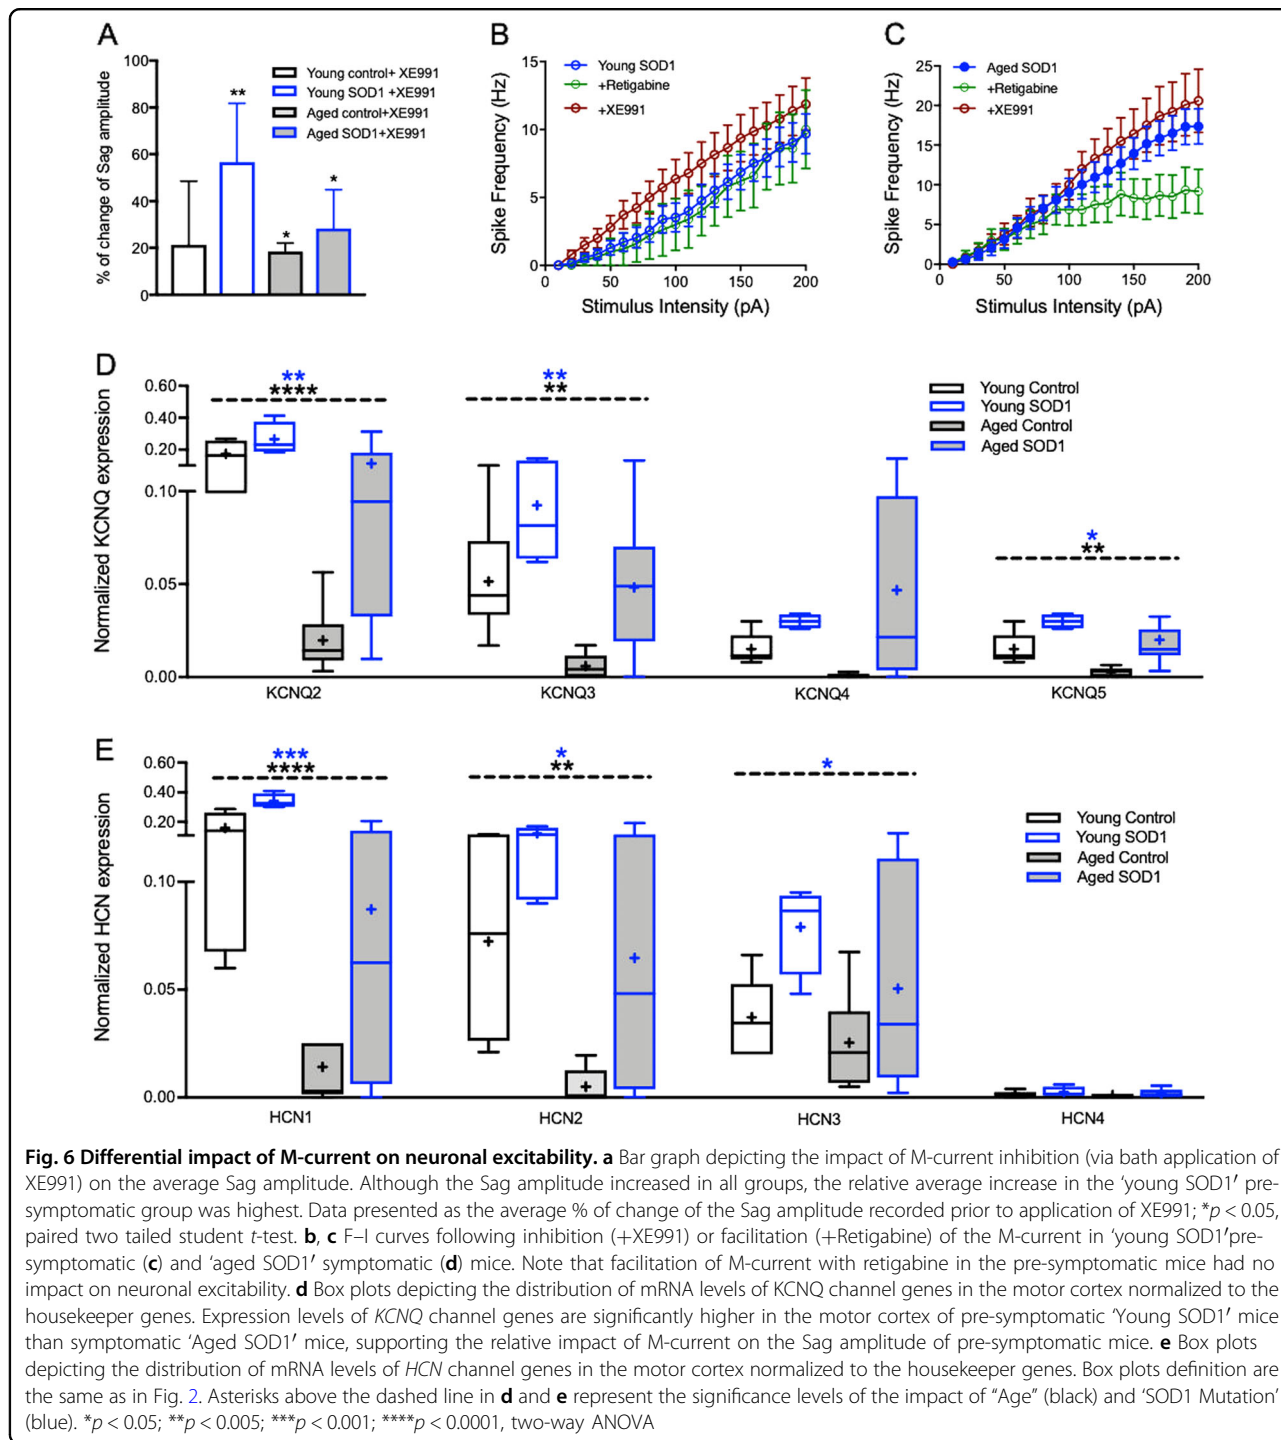 A
B
C
100
80
60
40
20
0
% of change of Sag amplitude
**
*
*
Young control+ XE991
Young SOD1 +XE991
Aged control+XE991
Aged SOD1+XE991
15
10
5
0
Spike Frequency (Hz)
Young SOD1
+Retigabine
+XE991
50 100 150 200
Stimulus Intensity (pA)
25
20
15
10
5
0
Spike Frequency (Hz)
Aged SOD1
+Retigabine
+XE991
0 50 100 150 200
Stimulus Intensity (pA)
D
Normalized KCNQ expression
0.60
0.40
0.20
0.10
0.05
0.00
**
****
**
**
*
**
Young Control
Young SOD1
Aged Control
Aged SOD1
KCNQ2 KCNQ3 KCNQ4 KCNQ5
E
Normalized HCN expression
0.60
0.40
0.20
0.10
0.05
0.00
***
****
*
**
*
Young Control
Young SOD1
Aged Control
Aged SOD1
HCN1 HCN2 HCN3 HCN4
Fig. 6 Differential impact of M-current on neuronal excitability. a Bar graph depicting the impact of M-current inhibition (via bath application of
XE991) on the average Sag amplitude. Although the Sag amplitude increased in all groups, the relative average increase in the ‘young SOD1′ pre-
symptomatic group was highest. Data presented as the average % of change of the Sag amplitude recorded prior to application of XE991; *p < 0.05,
paired two tailed student t-test. b, c F–I curves following inhibition (+XE991) or facilitation (+Retigabine) of the M-current in ‘young SOD1′pre-
symptomatic (c) and ‘aged SOD1′ symptomatic (d) mice. Note that facilitation of M-current with retigabine in the pre-symptomatic mice had no
impact on neuronal excitability. d Box plots depicting the distribution of mRNA levels of KCNQ channel genes in the motor cortex normalized to the
housekeeper genes. Expression levels of KCNQ channel genes are significantly higher in the motor cortex of pre-symptomatic ‘Young SOD1′ mice
than symptomatic ‘Aged SOD1′ mice, supporting the relative impact of M-current on the Sag amplitude of pre-symptomatic mice. e Box plots
depicting the distribution of mRNA levels of HCN channel genes in the motor cortex normalized to the housekeeper genes. Box plots definition are
the same as in Fig. 2. Asterisks above the dashed line in d and e represent the significance levels of the impact of “Age” (black) and ‘SOD1 Mutation’
(blue). *p < 0.05; **p < 0.005; ***p < 0.001; ****p < 0.0001, two-way ANOVA